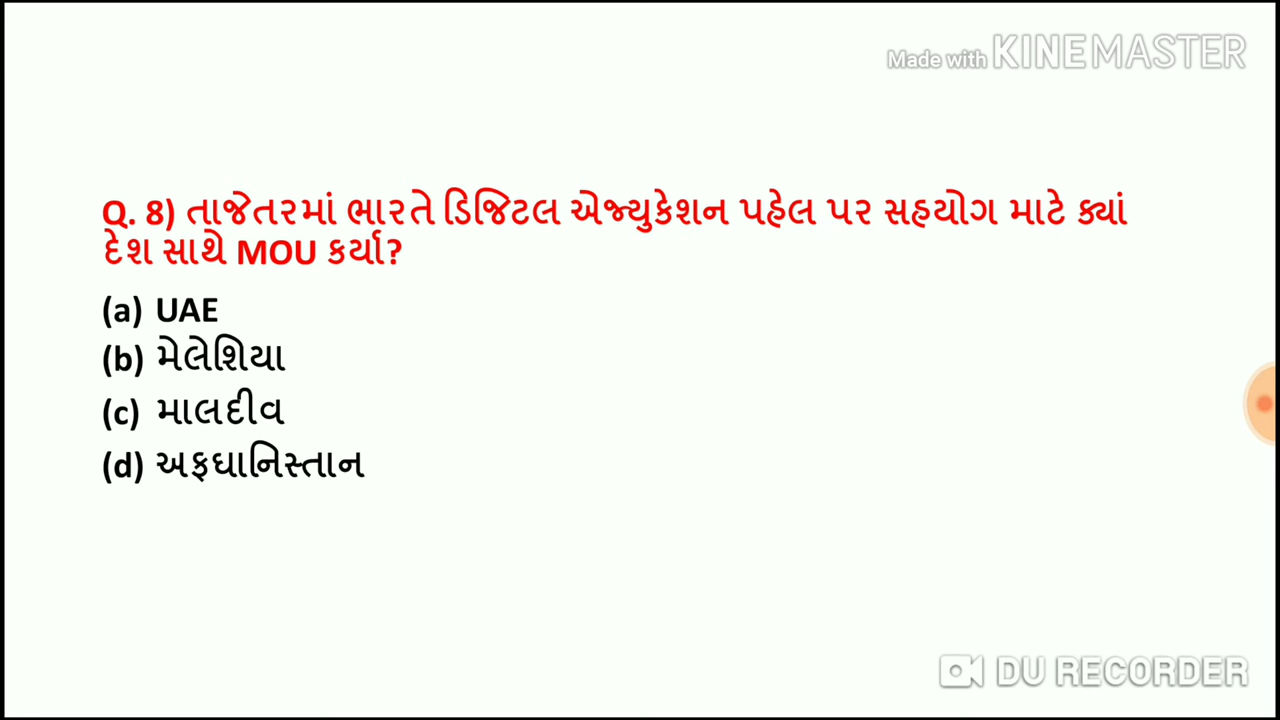 Made with KINEMASTER
Q. 8) તાજેતરમાં ભારતે ડિજિટલ એજ્યુકેશન પહેલ પર સહયોગ માટે ક્યાં
દેશ સાથે MOU કર્યા?
(a) UAE
(b) મેલેશિયા
(c) માલદીવ
(d) અફઘાનિસ્તાન
DU RECORDER